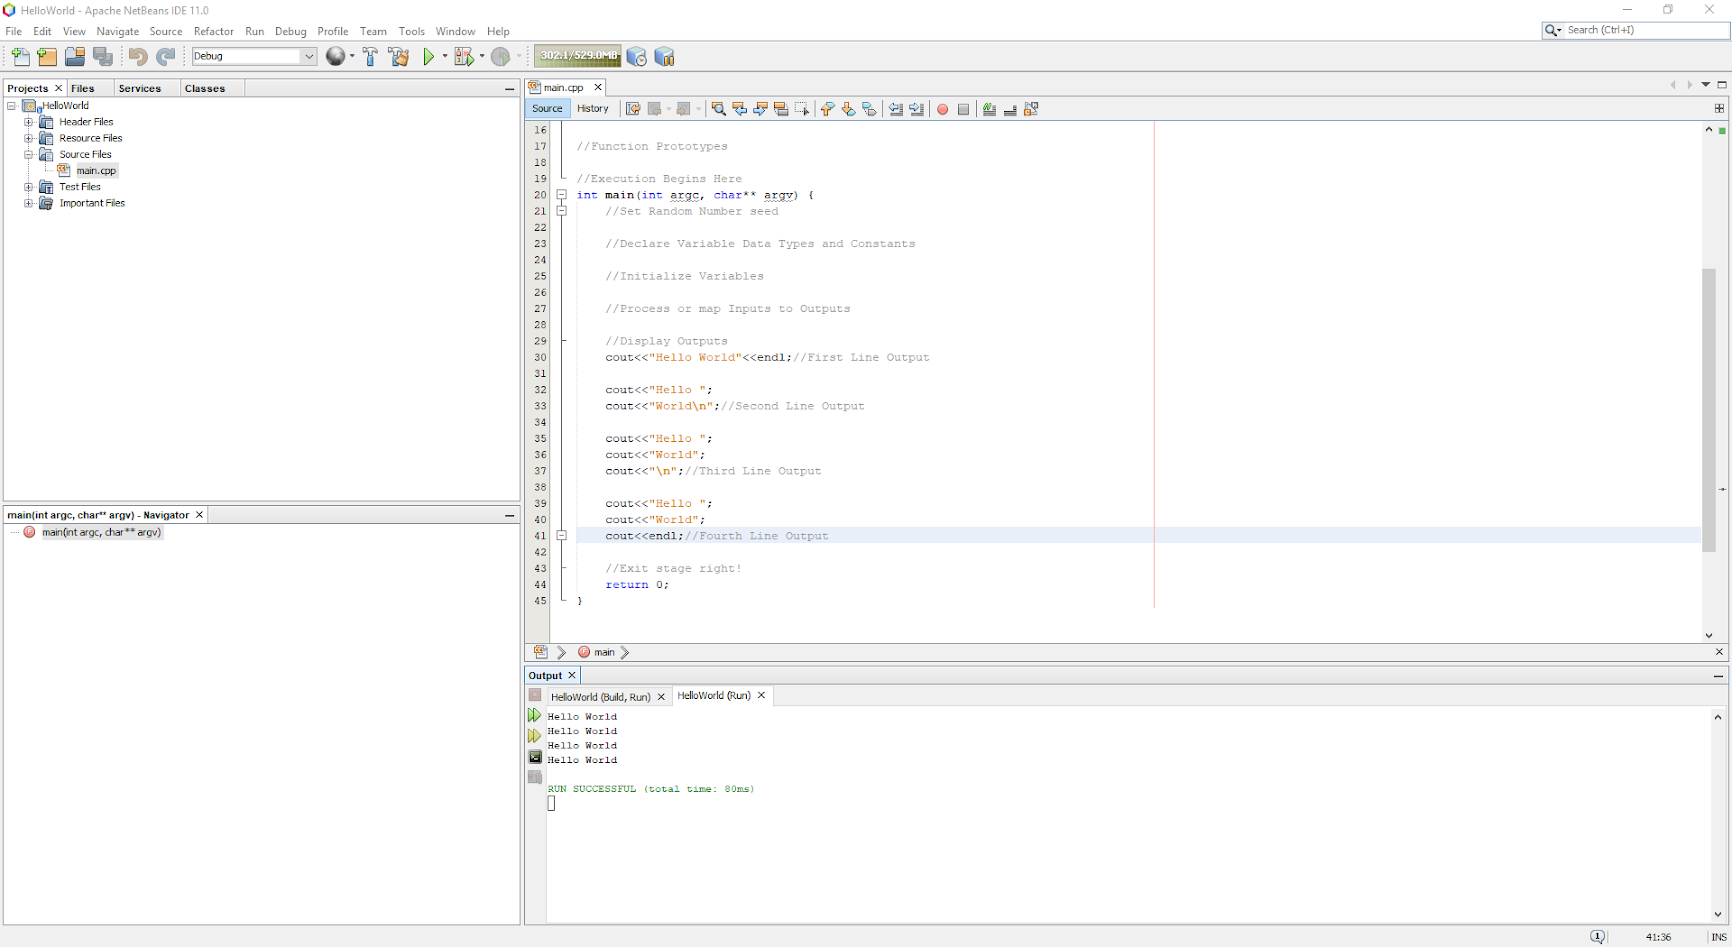 HelloWorld - Apache NetBeans IDE 11.0
File Edit View Navigate Source Refactor Run Debug Profile Team Tools Window Help
Search (Ctrl+I)
Debug
302.1/529.0MB
Projects Files Services Classes
HelloWorld
Header Files
Resource Files
Source Files
main.cpp
Test Files
Important Files
main(int argc, char** argv) - Navigator
main(int argc, char** argv)
main.cpp
Source History
16
17 //Function Prototypes
18
19 //Execution Begins Here
20 int main(int argc, char** argv) {
21 //Set Random Number seed
22
23 //Declare Variable Data Types and Constants
24
25 //Initialize Variables
26
27 //Process or map Inputs to Outputs
28
29 //Display Outputs
30 cout<<"Hello World"<<endl;//First Line Output
31
32 cout<<"Hello ";
33 cout<<"World\n";//Second Line Output
34
35 cout<<"Hello ";
36 cout<<"World";
37 cout<<"\n";//Third Line Output
38
39 cout<<"Hello ";
40 cout<<"World";
41 cout<<endl;//Fourth Line Output
42
43 //Exit stage right!
44 return 0;
45 }
main
Output
HelloWorld (Build, Run) HelloWorld (Run)
Hello World
Hello World
Hello World
Hello World
RUN SUCCESSFUL (total time: 80ms)
1 41:36 INS